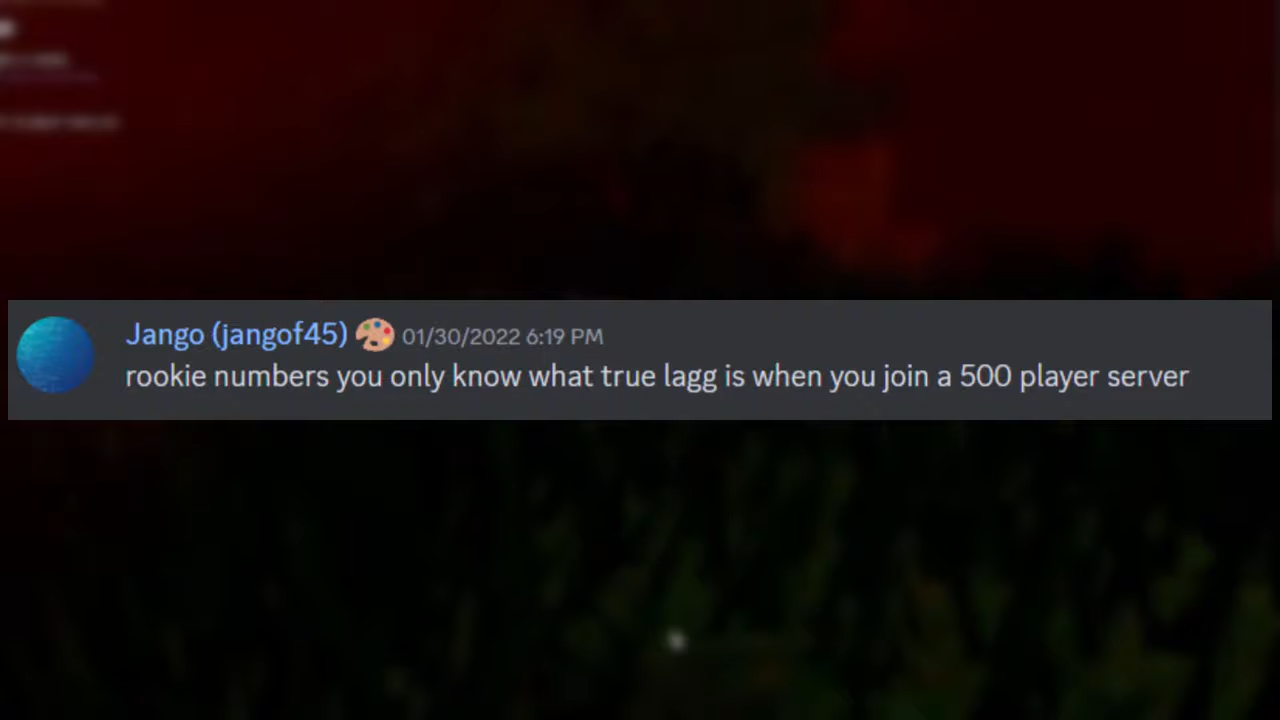 Jango (jangof45) 🎨 01/30/2022 6:19 PM
rookie numbers you only know what true lagg is when you join a 500 player server